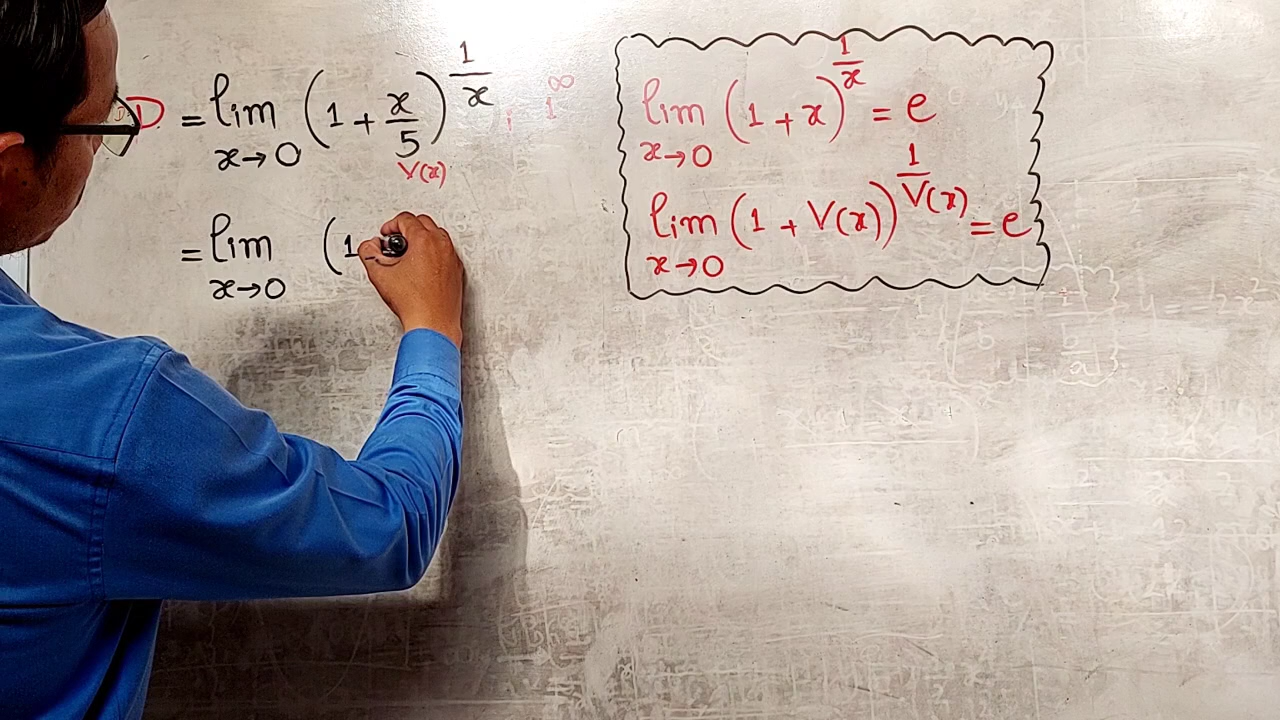 D = lim (1 + x/5)^(1/x) ; 1^∞
x→0
V(x)
= lim (1
x→0
lim (1 + x)^(1/x) = e
x→0
lim (1 + V(x))^(1/V(x)) = e
x→0